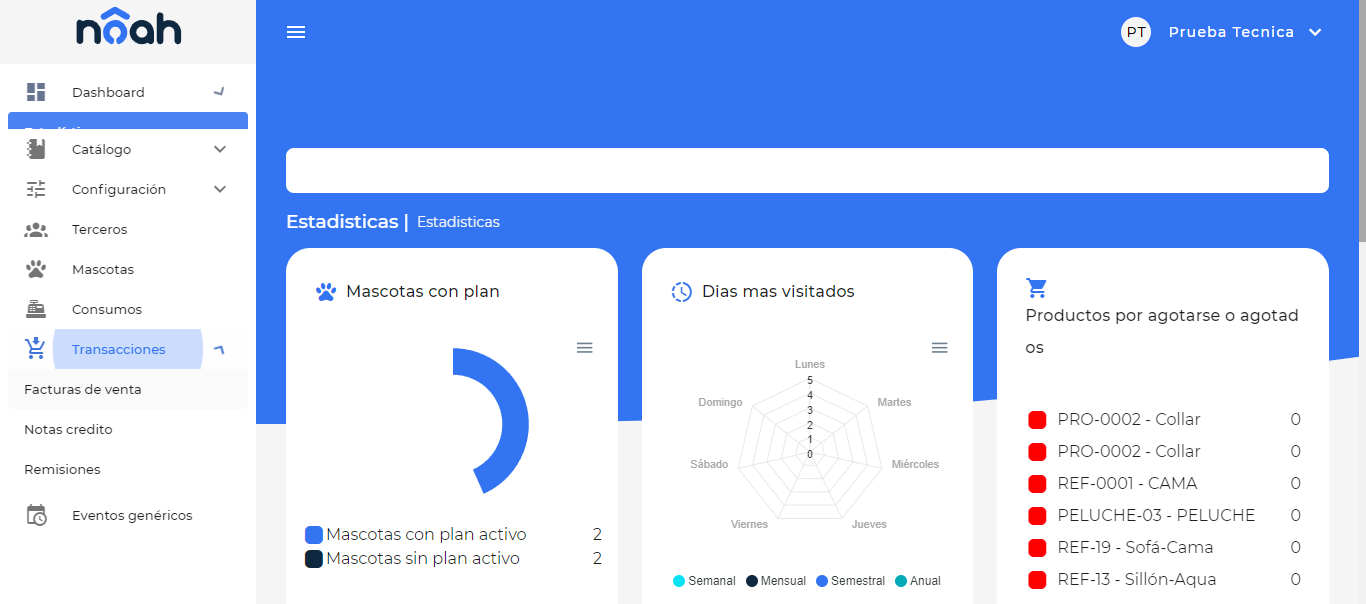 nôah
PT
Prueba Tecnica
Dashboard
Catálogo
Configuración
Terceros
Mascotas
Consumos
Transacciones
Facturas de venta
Notas credito
Remisiones
Eventos genéricos
Estadisticas | Estadisticas
Mascotas con plan
Mascotas con plan activo 2
Mascotas sin plan activo 2
Dias mas visitados
Lunes
Martes
Miércoles
Jueves
Viernes
Sábado
Domingo
5
4
3
2
1
0
Semanal Mensual Semestral Anual
Productos por agotarse o agotad
os
PRO-0002 - Collar 0
PRO-0002 - Collar 0
REF-0001 - CAMA 0
PELUCHE-03 - PELUCHE 0
REF-19 - Sofá-Cama 0
REF-13 - Sillón-Aqua 0